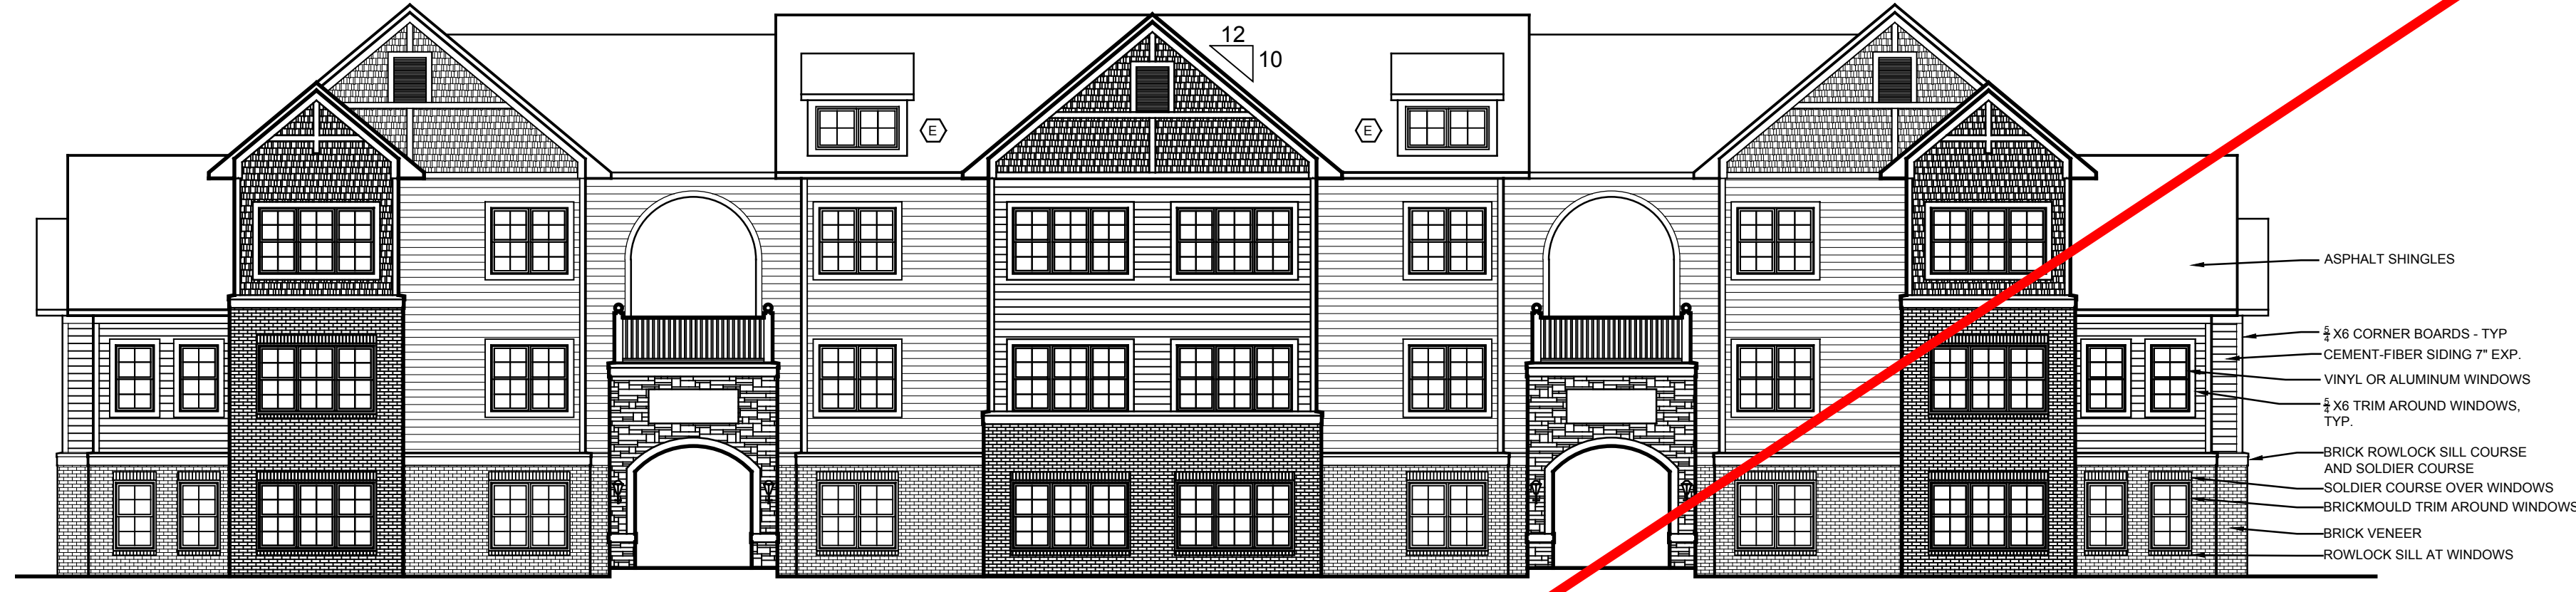 12
10
E
E
ASPHALT SHINGLES
5/4 X6 CORNER BOARDS - TYP
CEMENT-FIBER SIDING 7" EXP.
VINYL OR ALUMINUM WINDOWS
5/4 X6 TRIM AROUND WINDOWS,
TYP.
BRICK ROWLOCK SILL COURSE
AND SOLDIER COURSE
SOLDIER COURSE OVER WINDOWS
BRICKMOULD TRIM AROUND WINDOWS
BRICK VENEER
ROWLOCK SILL AT WINDOWS